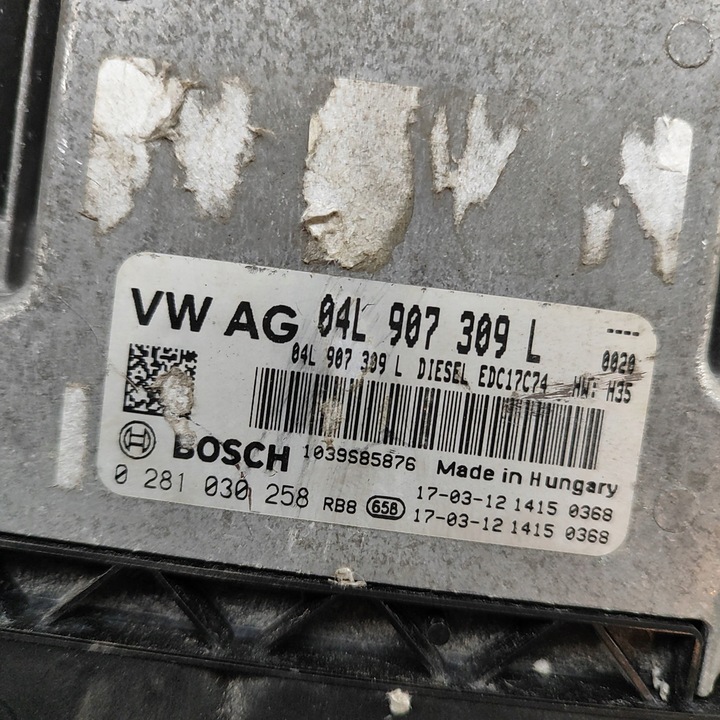 VW AG 04L 907 309 L ----
04L 907 309 L DIESEL EDC17C74 0020
HW: H35
BOSCH 1039S85876 Made in Hungary
0 281 030 258 RB8 658 17-03-12 1415 0368
17-03-12 1415 0368